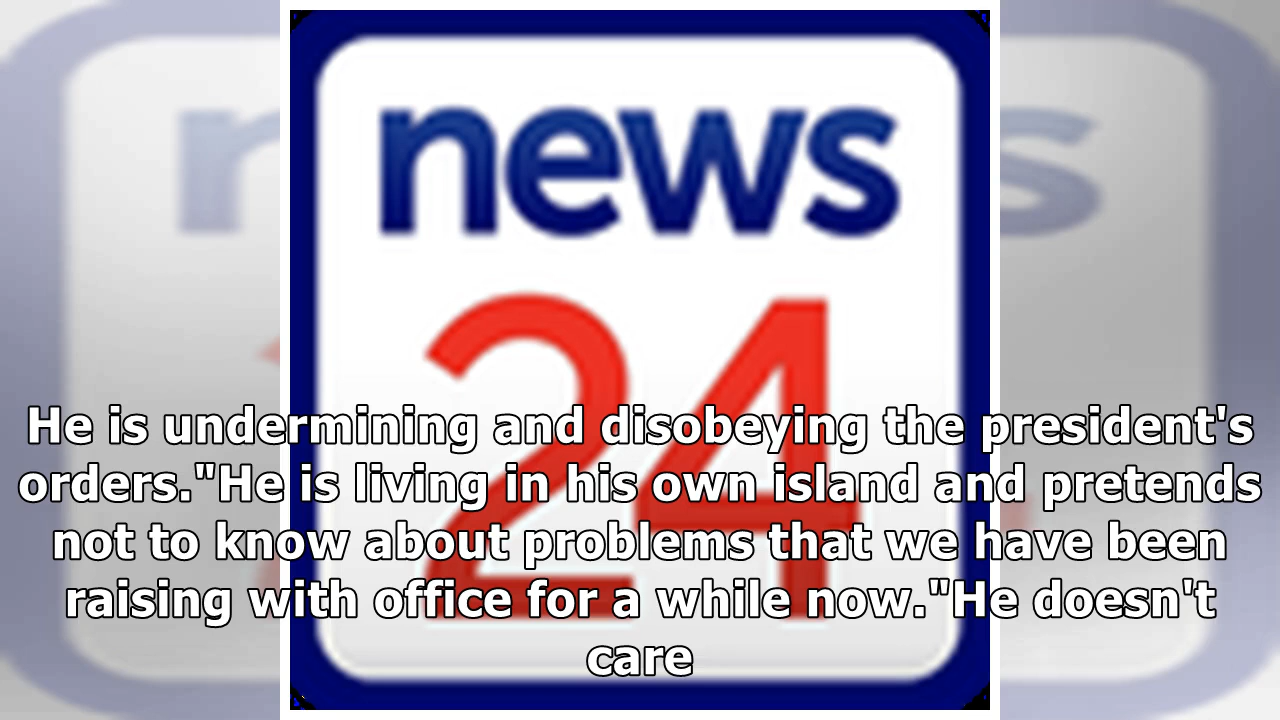 news
24
He is undermining and disobeying the president's
orders."He is living in his own island and pretends
not to know about problems that we have been
raising with office for a while now."He doesn't
care